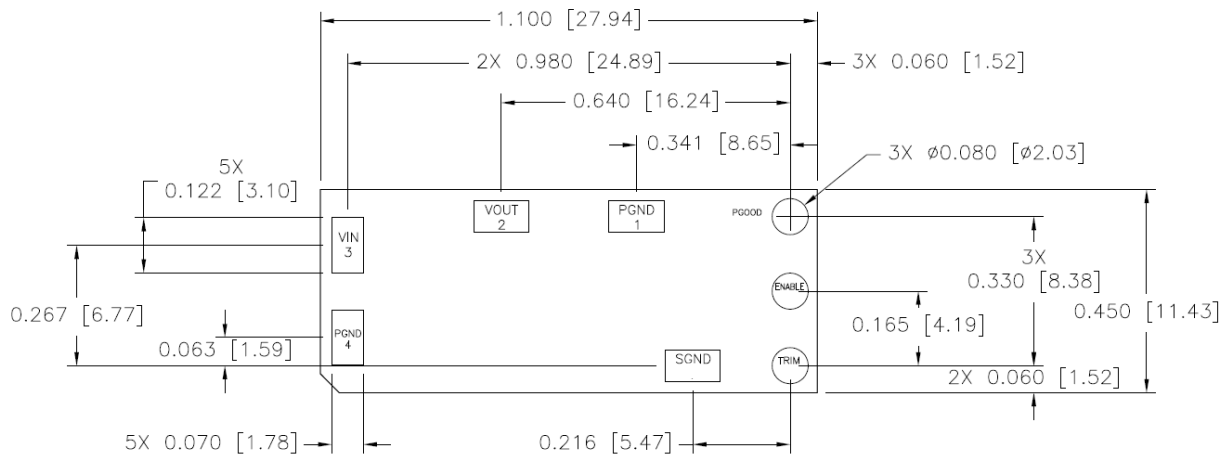 1.100 [27.94]
2X 0.980 [24.89]
3X 0.060 [1.52]
0.640 [16.24]
0.341 [8.65]
3X ø0.080 [ø2.03]
5X
0.122 [3.10]
VOUT
2
PGND
1
PGOOD
VIN
3
3X
0.330 [8.38]
ENABLE
0.450 [11.43]
0.267 [6.77]
0.165 [4.19]
PGND
4
0.063 [1.59]
SGND
TRIM
2X 0.060 [1.52]
5X 0.070 [1.78]
0.216 [5.47]